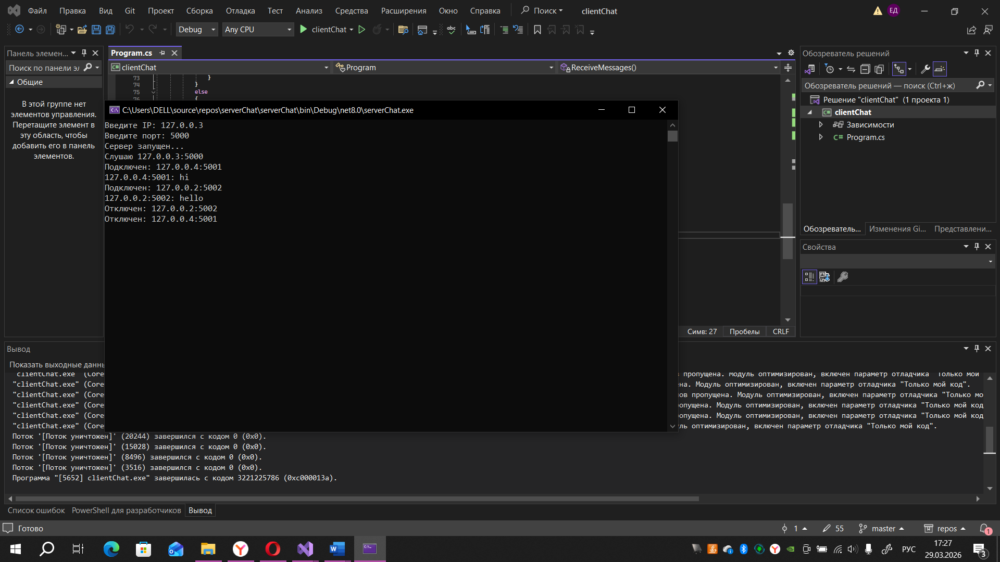 Файл Правка Вид Git Проект Сборка Отладка Тест Анализ Средства Расширения Окно Справка Поиск clientChat ЕД
Debug Any CPU clientChat
Панель элемен...
Поиск по панели эл
Общие
В этой группе нет
элементов управления.
Перетащите элемент в
эту область, чтобы
добавить его в панель
элементов.
Program.cs
clientChat Program ReceiveMessages()
73 }
74 }
75 else
76 {
C:\Users\DELL\source\repos\serverChat\serverChat\bin\Debug\net8.0\serverChat.exe
Введите IP: 127.0.0.3
Введите порт: 5000
Сервер запущен...
Слушаю 127.0.0.3:5000
Подключен: 127.0.0.4:5001
127.0.0.4:5001: hi
Подключен: 127.0.0.2:5002
127.0.0.2:5002: hello
Отключен: 127.0.0.2:5002
Отключен: 127.0.0.4:5001
Симв: 27 Пробелы CRLF
Обозреватель решений
Обозреватель решений — поиск (Ctrl+ж)
Решение "clientChat" (1 проекта 1)
clientChat
Зависимости
Program.cs
Обозреватель... Изменения Gi... Представлени...
Свойства
Вывод
Показать выходные данны
"clientChat.exe" (Core пропущена. Модуль оптимизирован, включен параметр отладчика "Только мой
"clientChat.exe" (Core на. Модуль оптимизирован, включен параметр отладчика "Только мой код".
"clientChat.exe" (Core ов пропущена. Модуль оптимизирован, включен параметр отладчика "Только мо
"clientChat.exe" (Core опущена. Модуль оптимизирован, включен параметр отладчика "Только мой код
"clientChat.exe" (Core опущена. Модуль оптимизирован, включен параметр отладчика "Только мой код
"clientChat.exe" (Core ль оптимизирован, включен параметр отладчика "Только мой код".
Поток '[Поток уничтожен]' (20244) завершился с кодом 0 (0x0).
Поток '[Поток уничтожен]' (15028) завершился с кодом 0 (0x0).
Поток '[Поток уничтожен]' (8496) завершился с кодом 0 (0x0).
Поток '[Поток уничтожен]' (3516) завершился с кодом 0 (0x0).
Программа "[5652] clientChat.exe" завершилась с кодом 3221225786 (0xc000013a).
Список ошибок PowerShell для разработчиков Вывод
Готово 1 55 master repos 1
РУС 17:27
29.03.2026 3